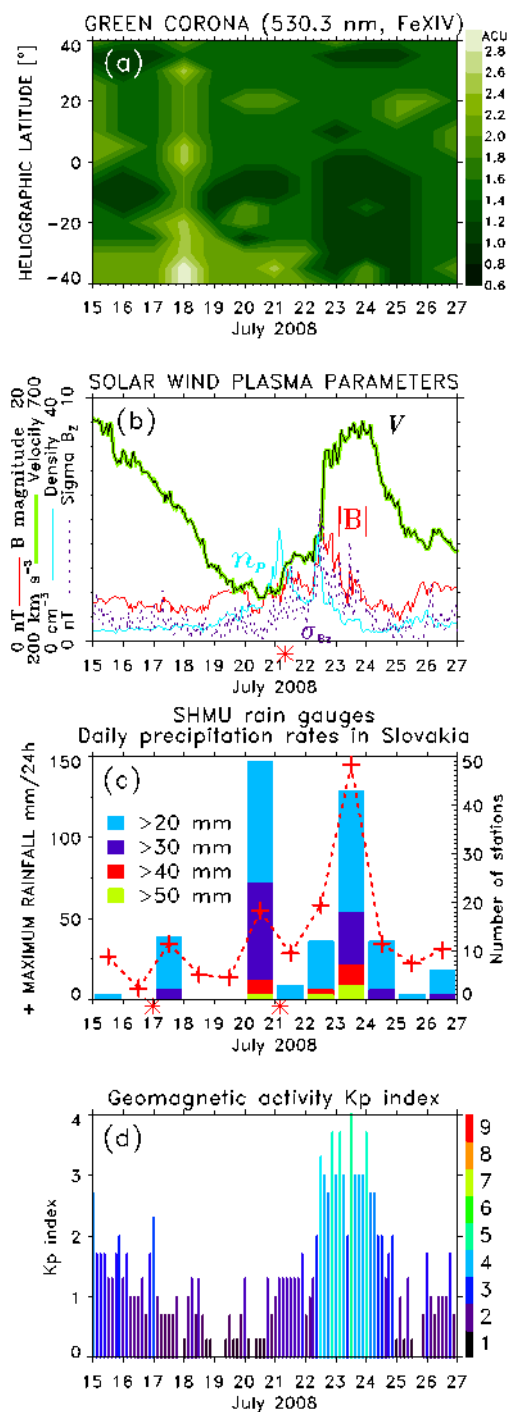 GREEN CORONA (530.3 nm, FeXIV)
(a)
ACU
HELIOGRAPHIC LATITUDE [°]
40
20
0
-20
-40
2.8
2.6
2.4
2.2
2.0
1.8
1.6
1.4
1.2
1.0
0.8
0.6
15 16 17 18 19 20 21 22 23 24 25 26 27
July 2008
SOLAR WIND PLASMA PARAMETERS
(b)
0 nT B magnitude 20
200 km s⁻³ Velocity 700
0 cm⁻³ Density 40
0 nT Sigma Bz 10
V
|B|
np
σBz
15 16 17 18 19 20 21 22 23 24 25 26 27
July 2008
SHMU rain gauges
Daily precipitation rates in Slovakia
(c)
+ MAXIMUM RAINFALL mm/24h
150
100
50
0
>20 mm
>30 mm
>40 mm
>50 mm
50
40
30
20
10
0
Number of stations
15 16 17 18 19 20 21 22 23 24 25 26 27
July 2008
Geomagnetic activity Kp index
(d)
Kp index
4
3
2
1
0
9
8
7
6
5
4
3
2
1
15 16 17 18 19 20 21 22 23 24 25 26 27
July 2008